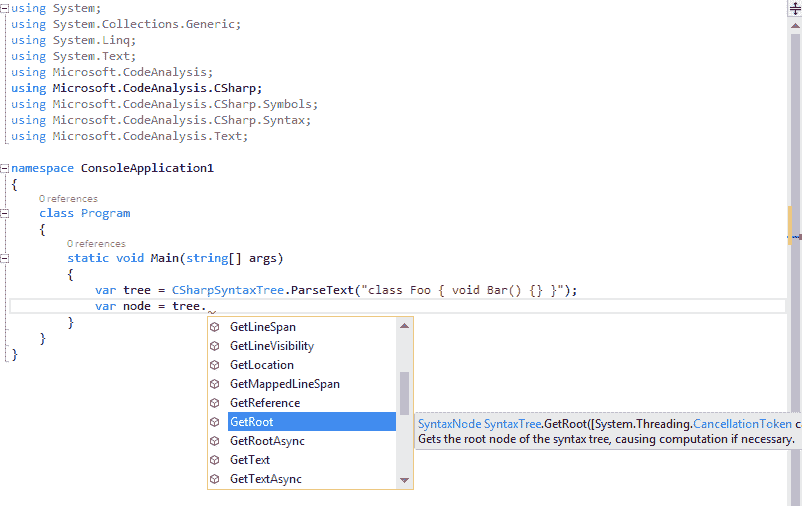 using System;
using System.Collections.Generic;
using System.Linq;
using System.Text;
using Microsoft.CodeAnalysis;
using Microsoft.CodeAnalysis.CSharp;
using Microsoft.CodeAnalysis.CSharp.Symbols;
using Microsoft.CodeAnalysis.CSharp.Syntax;
using Microsoft.CodeAnalysis.Text;
namespace ConsoleApplication1
{
0 references
class Program
{
0 references
static void Main(string[] args)
{
var tree = CSharpSyntaxTree.ParseText("class Foo { void Bar() {} }");
var node = tree.
}
}
}
GetLineSpan
GetLineVisibility
GetLocation
GetMappedLineSpan
GetReference
GetRoot
GetRootAsync
GetText
GetTextAsync
SyntaxNode SyntaxTree.GetRoot([System.Threading.CancellationToken c
Gets the root node of the syntax tree, causing computation if necessary.